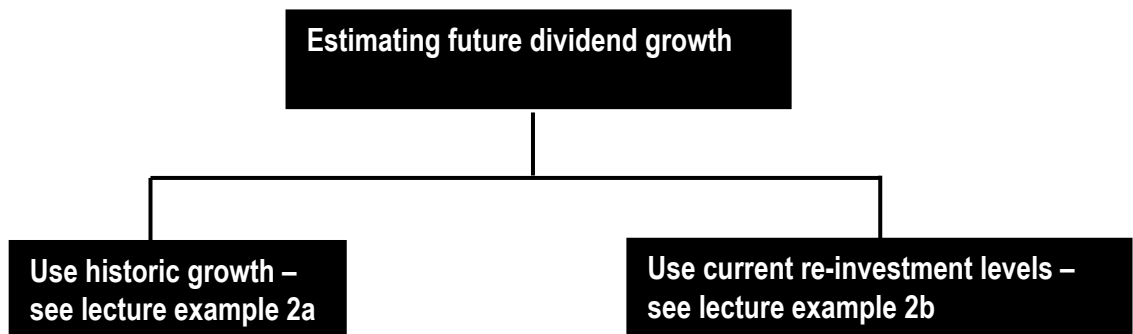 Estimating future dividend growth
Use historic growth –
see lecture example 2a
Use current re-investment levels –
see lecture example 2b